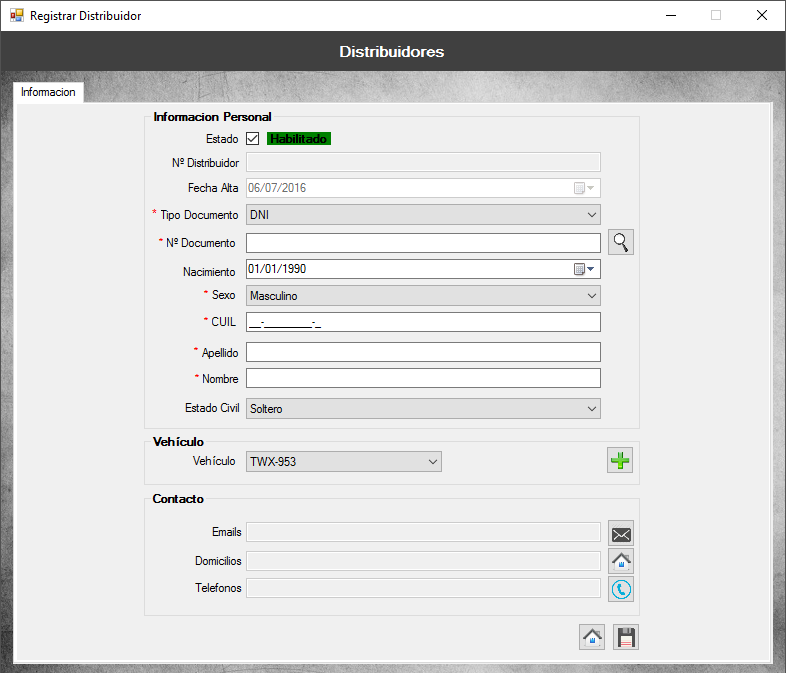 Registrar Distribuidor
Distribuidores
Informacion
Informacion Personal
Estado Habilitado
Nº Distribuidor
Fecha Alta 06/07/2016
* Tipo Documento DNI
* Nº Documento
Nacimiento 01/01/1990
* Sexo Masculino
* CUIL __-________-_
* Apellido
* Nombre
Estado Civil Soltero
Vehículo
Vehículo TWX-953
Contacto
Emails
Domicilios
Telefonos